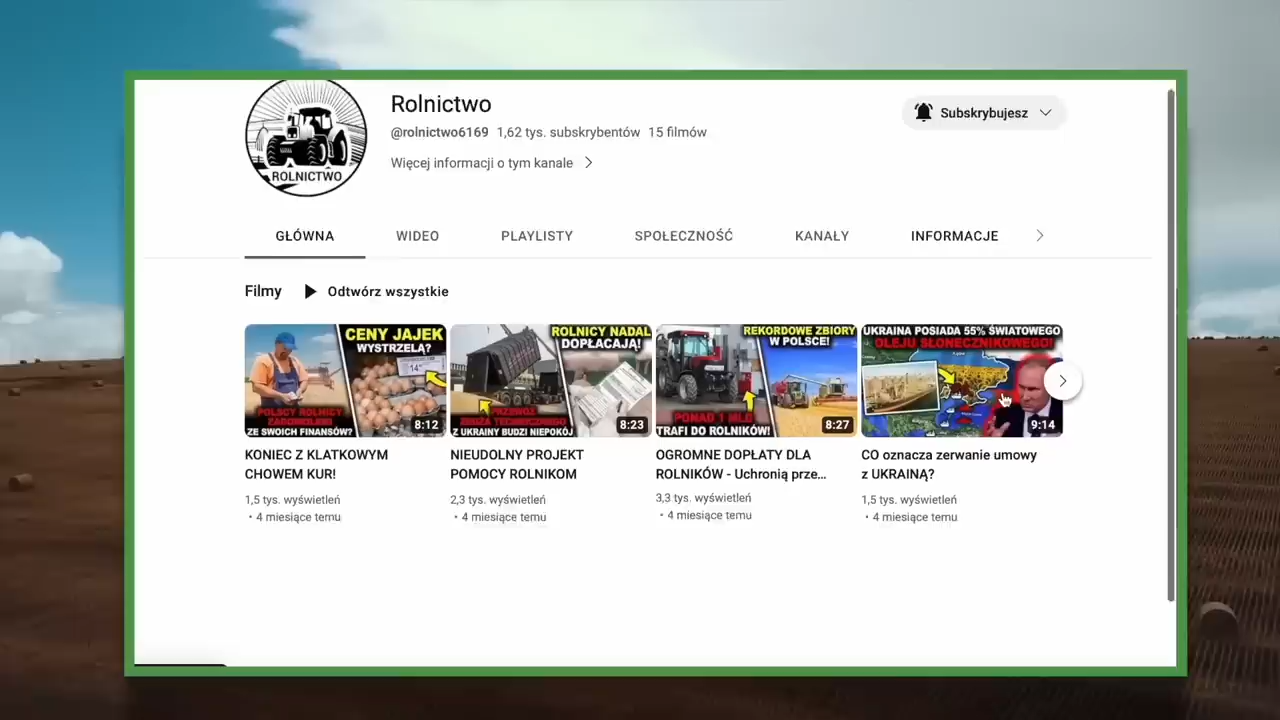 Rolnictwo
@rolnictwo6169 1,62 tys. subskrybentów 15 filmów
Więcej informacji o tym kanale
Subskrybujesz
ROLNICTWO
GŁÓWNA WIDEO PLAYLISTY SPOŁECZNOŚĆ KANAŁY INFORMACJE
Filmy Odtwórz wszystkie
CENY JAJEK
WYSTRZELĄ?
14
POLSCY ROLNICY
ZADOWOLENI
ZE SWOICH FINANSÓW?
8:12
ROLNICY NADAL
DOPŁACAJĄ!
PRZEWÓZ
ZBOŻA TECHNICZNEGO
Z UKRAINY BUDZI NIEPOKÓJ
8:23
REKORDOWE ZBIORY
W POLSCE!
PONAD 1 MLD
TRAFI DO ROLNIKÓW!
8:27
UKRAINA POSIADA 55% ŚWIATOWEGO
OLEJU SŁONECZNIKOWEGO!
9:14
KONIEC Z KLATKOWYM
CHOWEM KUR!
1,5 tys. wyświetleń
• 4 miesiące temu
NIEUDOLNY PROJEKT
POMOCY ROLNIKOM
2,3 tys. wyświetleń
• 4 miesiące temu
OGROMNE DOPŁATY DLA
ROLNIKÓW - Uchronią prze...
3,3 tys. wyświetleń
• 4 miesiące temu
CO oznacza zerwanie umowy
z UKRAINĄ?
1,5 tys. wyświetleń
• 4 miesiące temu